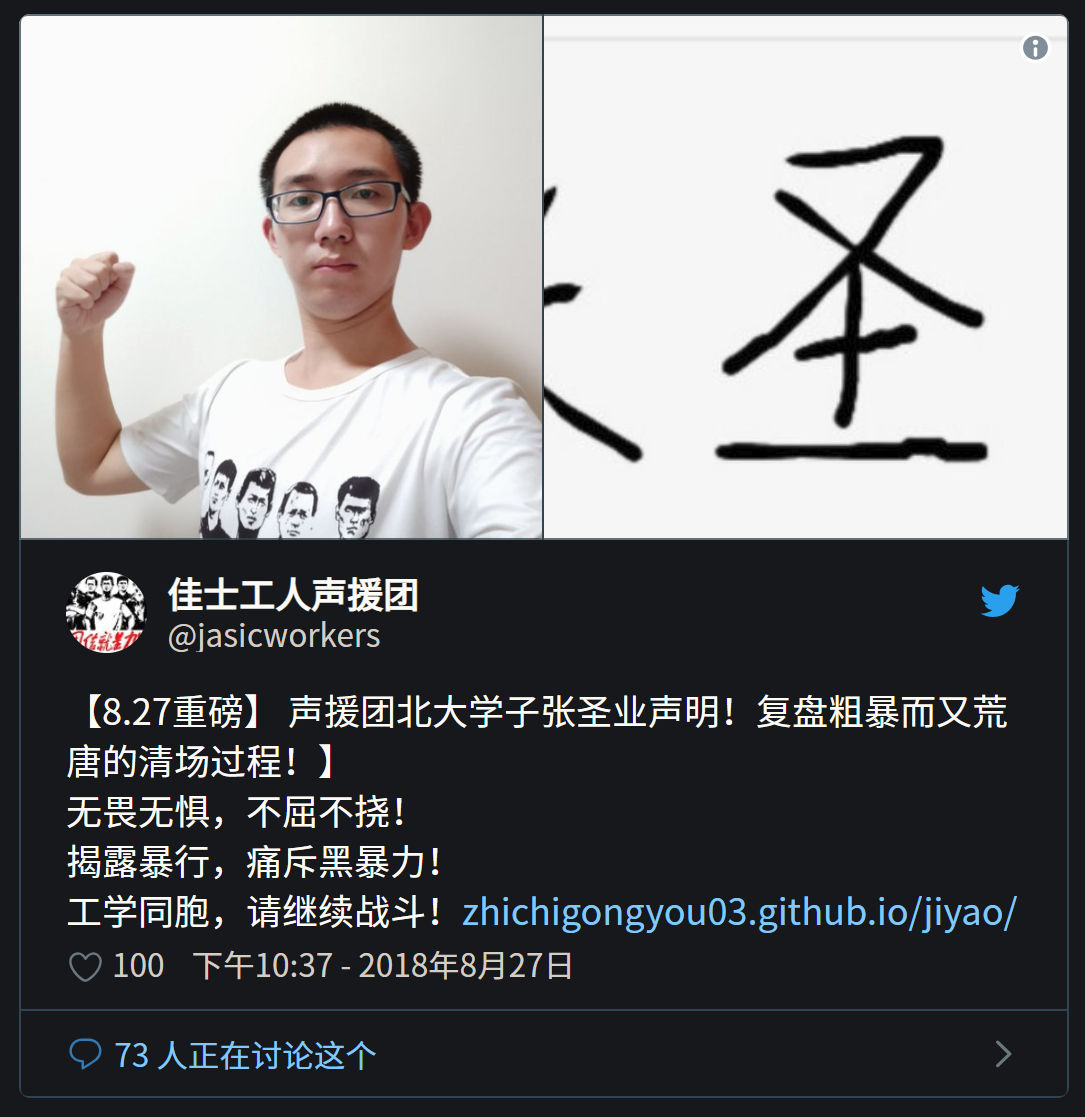 圣
佳士工人声援团
@jasicworkers
【8.27重磅】 声援团北大学子张圣业声明！复盘粗暴而又荒
唐的清场过程！】
无畏无惧，不屈不挠！
揭露暴行，痛斥黑暴力！
工学同胞，请继续战斗！zhichigongyou03.github.io/jiyao/
100 下午10:37 - 2018年8月27日
73 人正在讨论这个